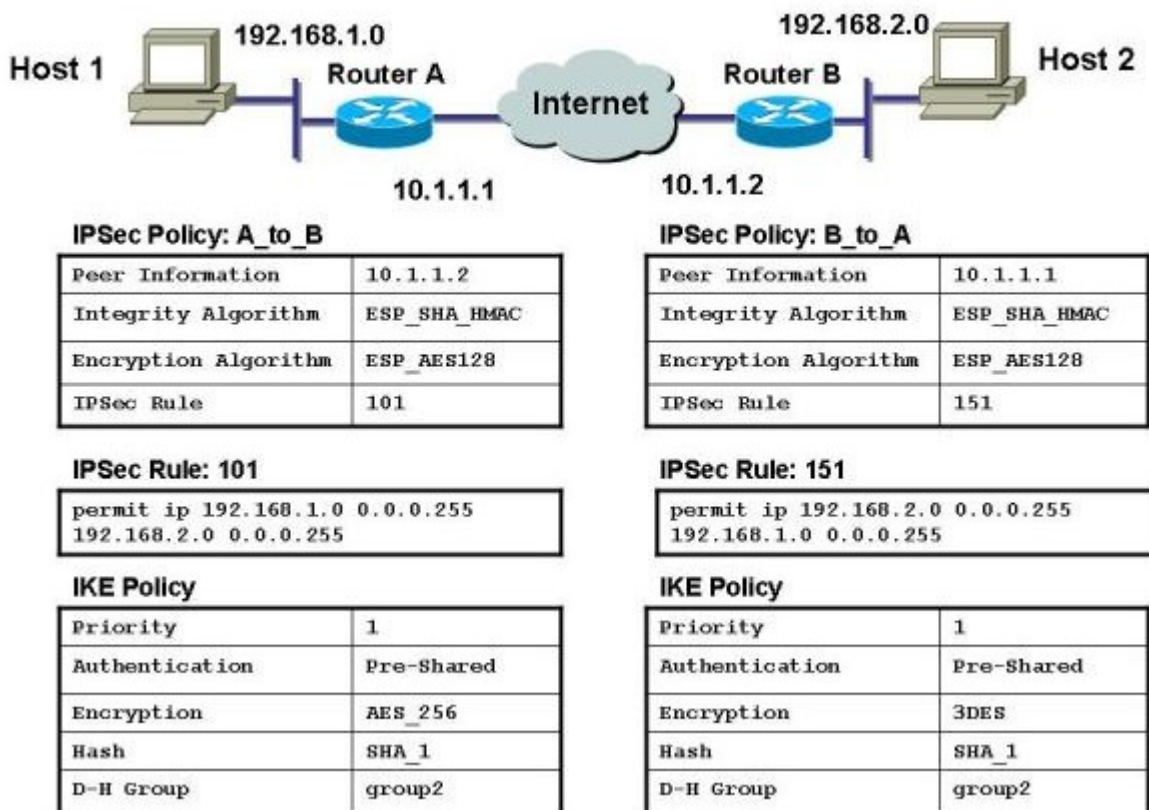 192.168.1.0
192.168.2.0
Host 1
Router A
Internet
Router B
Host 2
10.1.1.1
10.1.1.2
IPSec Policy: A_to_B
Peer Information 10.1.1.2
Integrity Algorithm ESP_SHA_HMAC
Encryption Algorithm ESP_AES128
IPSec Rule 101
IPSec Rule: 101
permit ip 192.168.1.0 0.0.0.255
192.168.2.0 0.0.0.255
IKE Policy
Priority 1
Authentication Pre-Shared
Encryption AES_256
Hash SHA_1
D-H Group group2
IPSec Policy: B_to_A
Peer Information 10.1.1.1
Integrity Algorithm ESP_SHA_HMAC
Encryption Algorithm ESP_AES128
IPSec Rule 151
IPSec Rule: 151
permit ip 192.168.2.0 0.0.0.255
192.168.1.0 0.0.0.255
IKE Policy
Priority 1
Authentication Pre-Shared
Encryption 3DES
Hash SHA_1
D-H Group group2